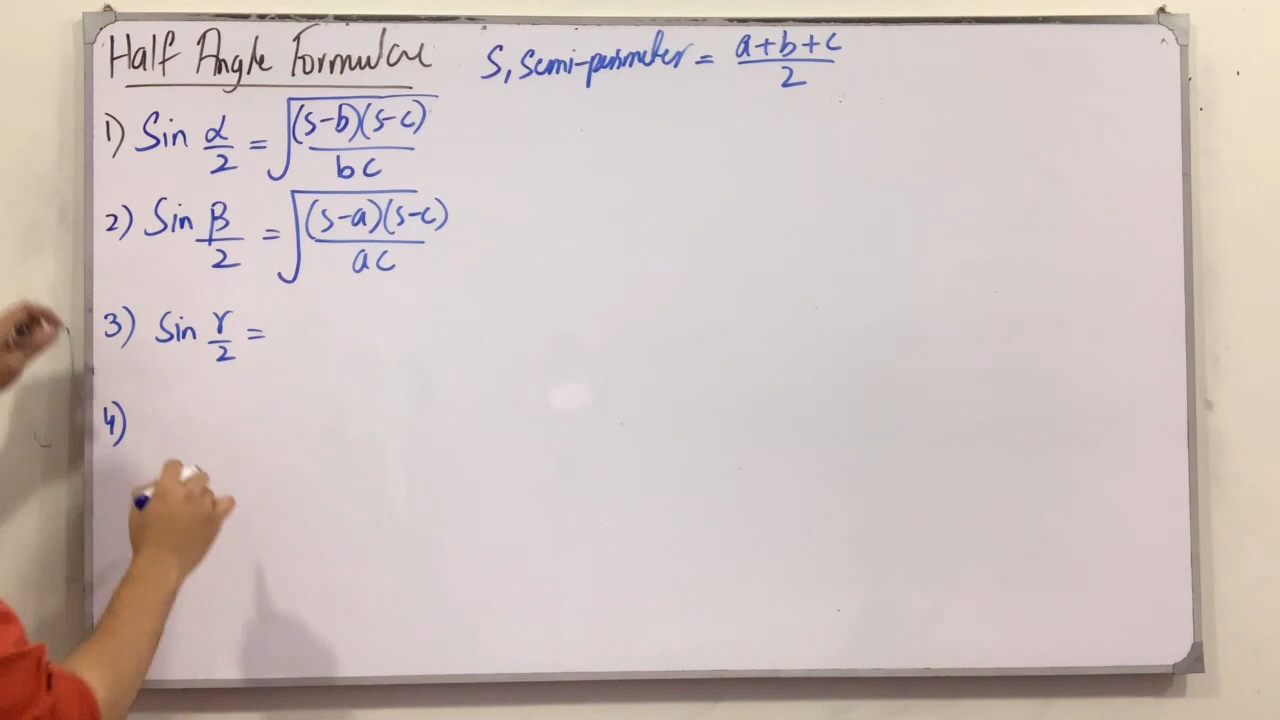 Half Angle Formulae
S, Semi-perimeter = a+b+c / 2
1) Sin α/2 = √((s-b)(s-c) / bc)
2) Sin β/2 = √((s-a)(s-c) / ac)
3) Sin γ/2 =
4)